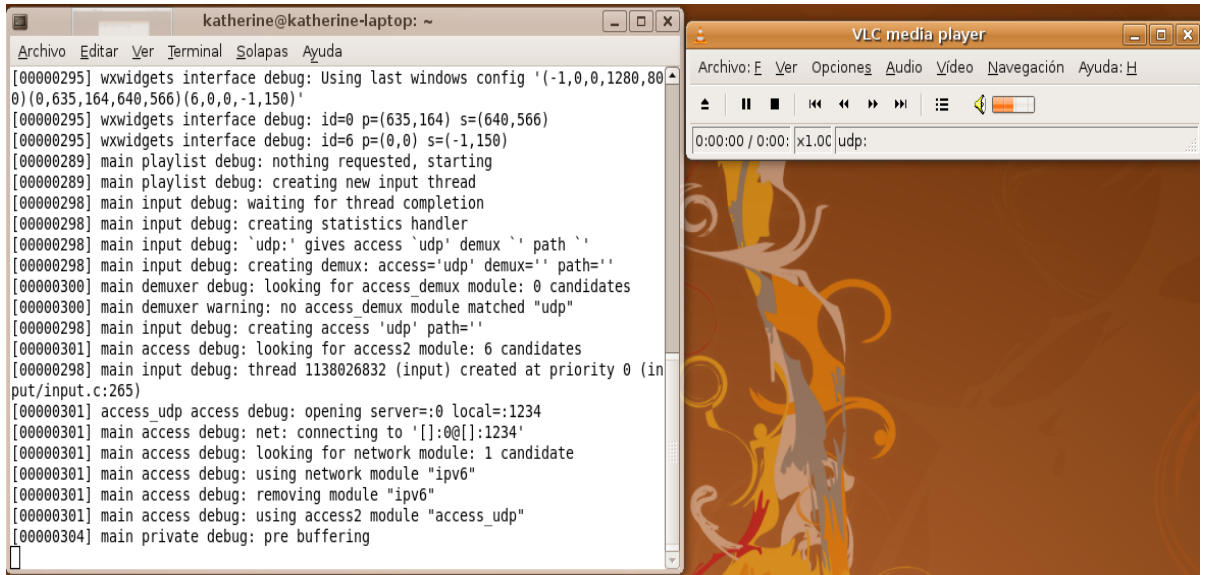 katherine@katherine-laptop: ~
Archivo Editar Ver Terminal Solapas Ayuda
[00000295] wxwidgets interface debug: Using last windows config '(-1,0,0,1280,80
0)(0,635,164,640,566)(6,0,0,-1,150)'
[00000295] wxwidgets interface debug: id=0 p=(635,164) s=(640,566)
[00000295] wxwidgets interface debug: id=6 p=(0,0) s=(-1,150)
[00000289] main playlist debug: nothing requested, starting
[00000289] main playlist debug: creating new input thread
[00000298] main input debug: waiting for thread completion
[00000298] main input debug: creating statistics handler
[00000298] main input debug: `udp:' gives access `udp' demux `' path `'
[00000298] main input debug: creating demux: access='udp' demux='' path=''
[00000300] main demuxer debug: looking for access_demux module: 0 candidates
[00000300] main demuxer warning: no access_demux module matched "udp"
[00000298] main input debug: creating access 'udp' path=''
[00000301] main access debug: looking for access2 module: 6 candidates
[00000298] main input debug: thread 1138026832 (input) created at priority 0 (in
put/input.c:265)
[00000301] access_udp access debug: opening server=:0 local=:1234
[00000301] main access debug: net: connecting to '[]:0@[]:1234'
[00000301] main access debug: looking for network module: 1 candidate
[00000301] main access debug: using network module "ipv6"
[00000301] main access debug: removing module "ipv6"
[00000301] main access debug: using access2 module "access_udp"
[00000304] main private debug: pre buffering
VLC media player
Archivo: F Ver Opciones Audio Vídeo Navegación Ayuda: H
0:00:00 / 0:00: x1.00 udp: